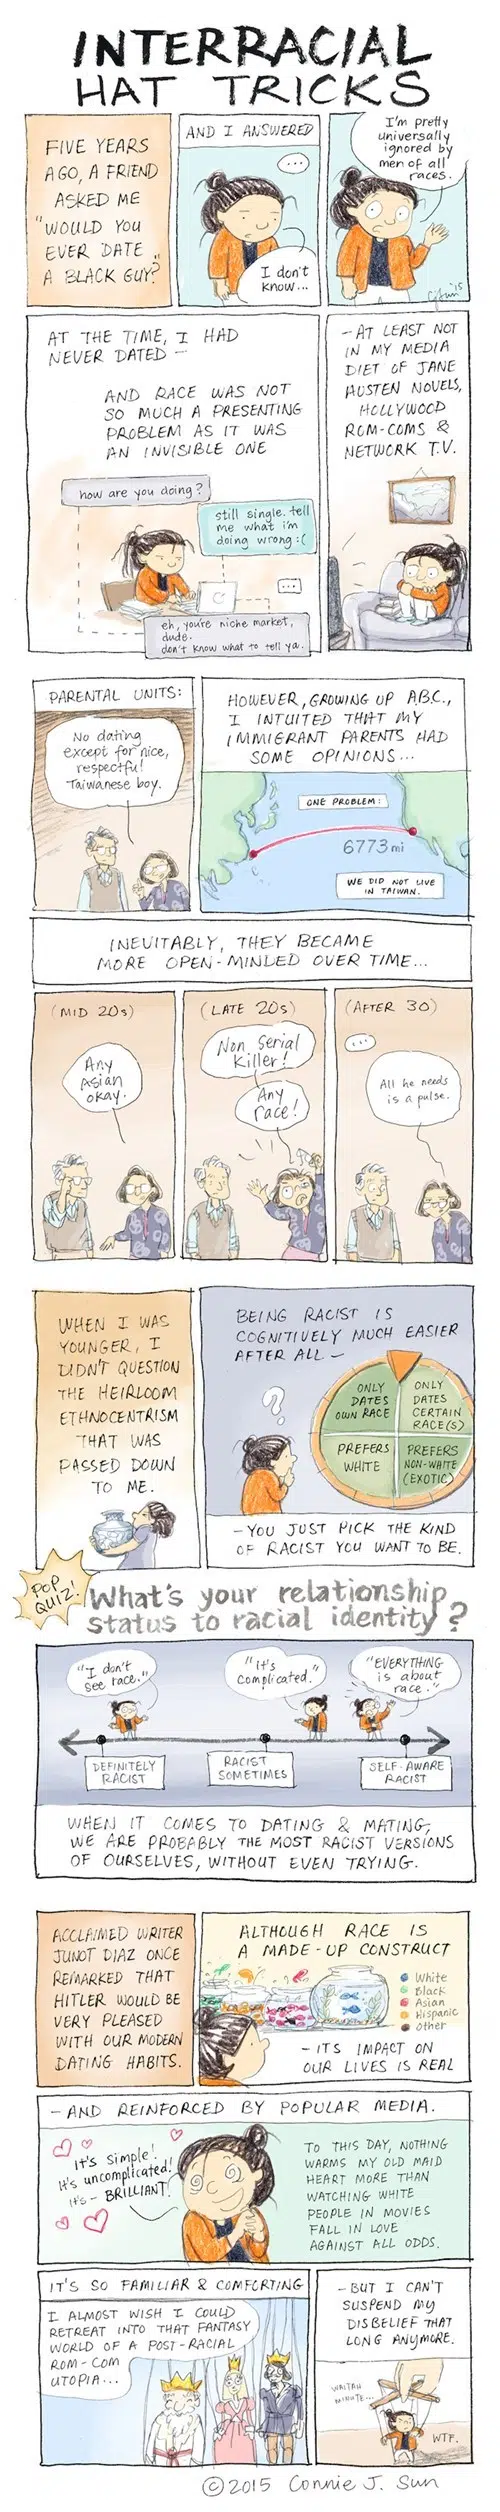 INTERRACIAL
HAT TRICKS
FIVE YEARS
AGO, A FRIEND
ASKED ME
"WOULD YOU
EVER DATE
A BLACK GUY?"
AND I ANSWERED
...
I don't
know...
I'm pretty
universally
ignored by
men of all
races.
CJSun '15
AT THE TIME, I HAD
NEVER DATED —
AND RACE WAS NOT
SO MUCH A PRESENTING
PROBLEM AS IT WAS
AN INVISIBLE ONE
how are you doing?
still single. tell
me what i'm
doing wrong :(
...
eh, you're niche market,
dude.
don't know what to tell ya.
— AT LEAST NOT
IN MY MEDIA
DIET OF JANE
AUSTEN NOVELS,
HOLLYWOOD
ROM-COMS &
NETWORK T.V.
PARENTAL UNITS:
No dating
except for nice,
respectful
Taiwanese boy.
HOWEVER, GROWING UP A.B.C.,
I INTUITED THAT MY
IMMIGRANT PARENTS HAD
SOME OPINIONS...
ONE PROBLEM:
6773 mi
WE DID NOT LIVE
IN TAIWAN.
INEVITABLY, THEY BECAME
MORE OPEN-MINDED OVER TIME...
(MID 20s)
Any
Asian
okay.
(LATE 20s)
Non serial
killer!
Any
race!
(AFTER 30)
...
All he needs
is a pulse.
WHEN I WAS
YOUNGER, I
DIDN'T QUESTION
THE HEIRLOOM
ETHNOCENTRISM
THAT WAS
PASSED DOWN
TO ME.
BEING RACIST IS
COGNITIVELY MUCH EASIER
AFTER ALL —
?
ONLY
DATES
OWN RACE
ONLY
DATES
CERTAIN
RACE(S)
PREFERS
WHITE
PREFERS
NON-WHITE
(EXOTIC)
— YOU JUST PICK THE KIND
OF RACIST YOU WANT TO BE.
POP
QUIZ!
What's your relationship
status to racial identity?
"I don't
see race."
"It's
complicated."
"EVERYTHING
is about
race."
DEFINITELY
RACIST
RACIST
SOMETIMES
SELF-AWARE
RACIST
WHEN IT COMES TO DATING & MATING,
WE ARE PROBABLY THE MOST RACIST VERSIONS
OF OURSELVES, WITHOUT EVEN TRYING.
ACCLAIMED WRITER
JUNOT DIAZ ONCE
REMARKED THAT
HITLER WOULD BE
VERY PLEASED
WITH OUR MODERN
DATING HABITS.
ALTHOUGH RACE IS
A MADE-UP CONSTRUCT
White
Black
Asian
Hispanic
Other
— ITS IMPACT ON
OUR LIVES IS REAL
— AND REINFORCED BY POPULAR MEDIA.
It's simple!
It's uncomplicated!
It's — BRILLIANT!
TO THIS DAY, NOTHING
WARMS MY OLD MAID
HEART MORE THAN
WATCHING WHITE
PEOPLE IN MOVIES
FALL IN LOVE
AGAINST ALL ODDS.
IT'S SO FAMILIAR & COMFORTING
I ALMOST WISH I COULD
RETREAT INTO THAT FANTASY
WORLD OF A POST-RACIAL
ROM-COM
UTOPIA...
— BUT I CAN'T
SUSPEND MY
DISBELIEF THAT
LONG ANYMORE.
WAITAH
MINUTE...
WTF.
© 2015 Connie J. Sun